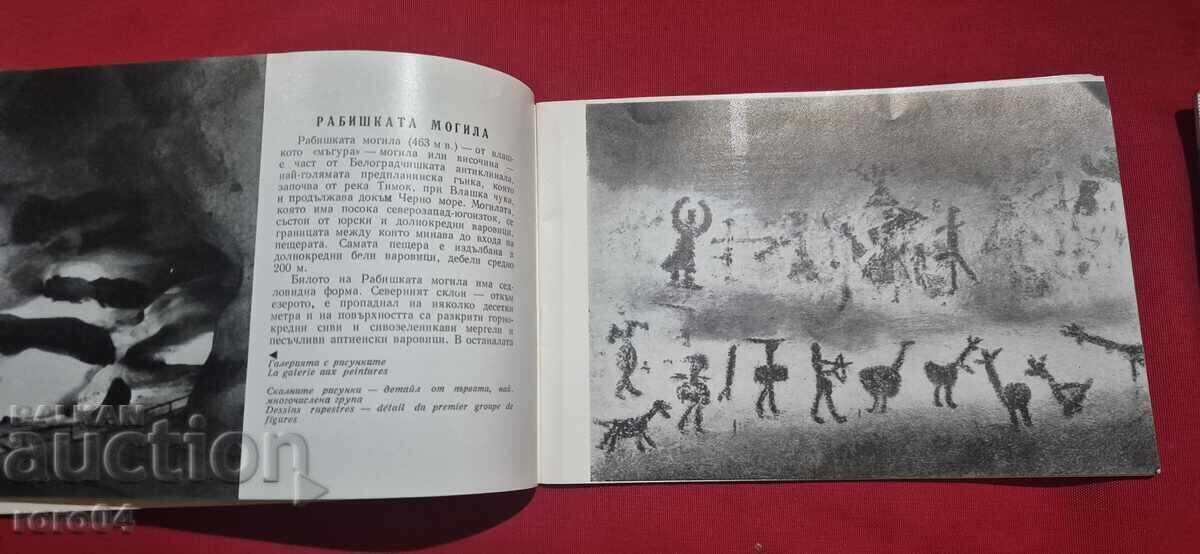 РАБИШКАТА МОГИЛА
Рабишката могила (463 м в.) — от влаш-
кото «мъгура» — могила или височина —
е част от Белоградчишката антиклинала,
най-голямата предпланинска гънка, която
започва от река Тимок, при Влашка чука,
и продължава докъм Черно море. Могилата,
която има посока северозапад-югоизток, се
състои от юрски и долнокредни варовици,
границата между които минава до входа на
пещерата. Самата пещера е издълбана в
долнокредни бели варовици, дебели средно
200 м.
Билото на Рабишката могила има сед-
ловидна форма. Северният склон — откъм
езерото, е пропаднал на няколко десетки
метра и на повърхността са разкрити горно-
кредни сиви и сивозеленикави мергели и
песъчливи аптиенски варовици. В останалата
Галерията с рисунките
La galerie aux peintures
Скалните рисунки — детайл от първата, най-
многочислена група
Dessins rupestres — détail du premier groupe de
figures
BALKAN
auction
roro04